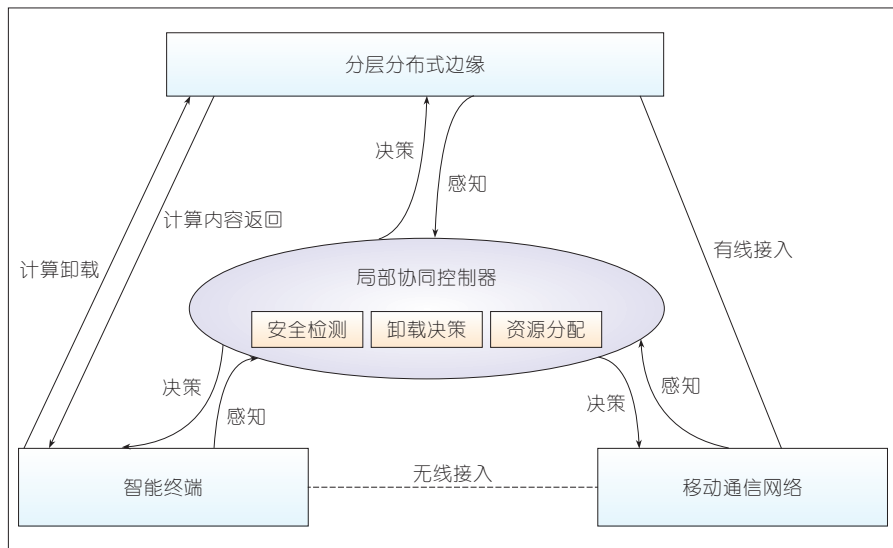 分层分布式边缘
决策
感知
计算内容返回
计算卸载
有线接入
局部协同控制器
安全检测 卸载决策 资源分配
决策
感知
决策
感知
智能终端
无线接入
移动通信网络